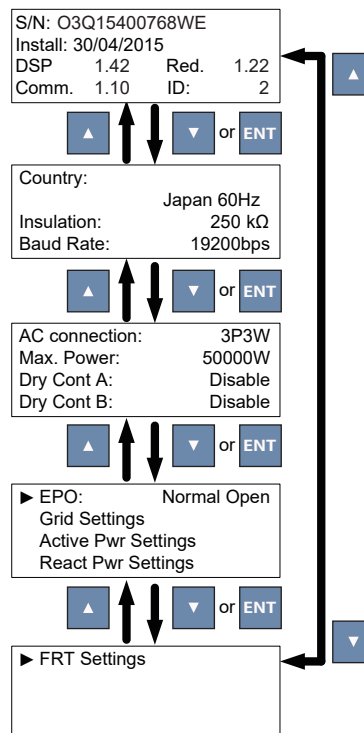 S/N: O3Q15400768WE
Install: 30/04/2015
DSP 1.42 Red. 1.22
Comm. 1.10 ID: 2
▲ ▼ or ENT
▲
Country:
Japan 60Hz
Insulation: 250 kΩ
Baud Rate: 19200bps
▲ ▼ or ENT
AC connection: 3P3W
Max. Power: 50000W
Dry Cont A: Disable
Dry Cont B: Disable
▲ ▼ or ENT
► EPO: Normal Open
Grid Settings
Active Pwr Settings
React Pwr Settings
▲ ▼ or ENT
▼
► FRT Settings